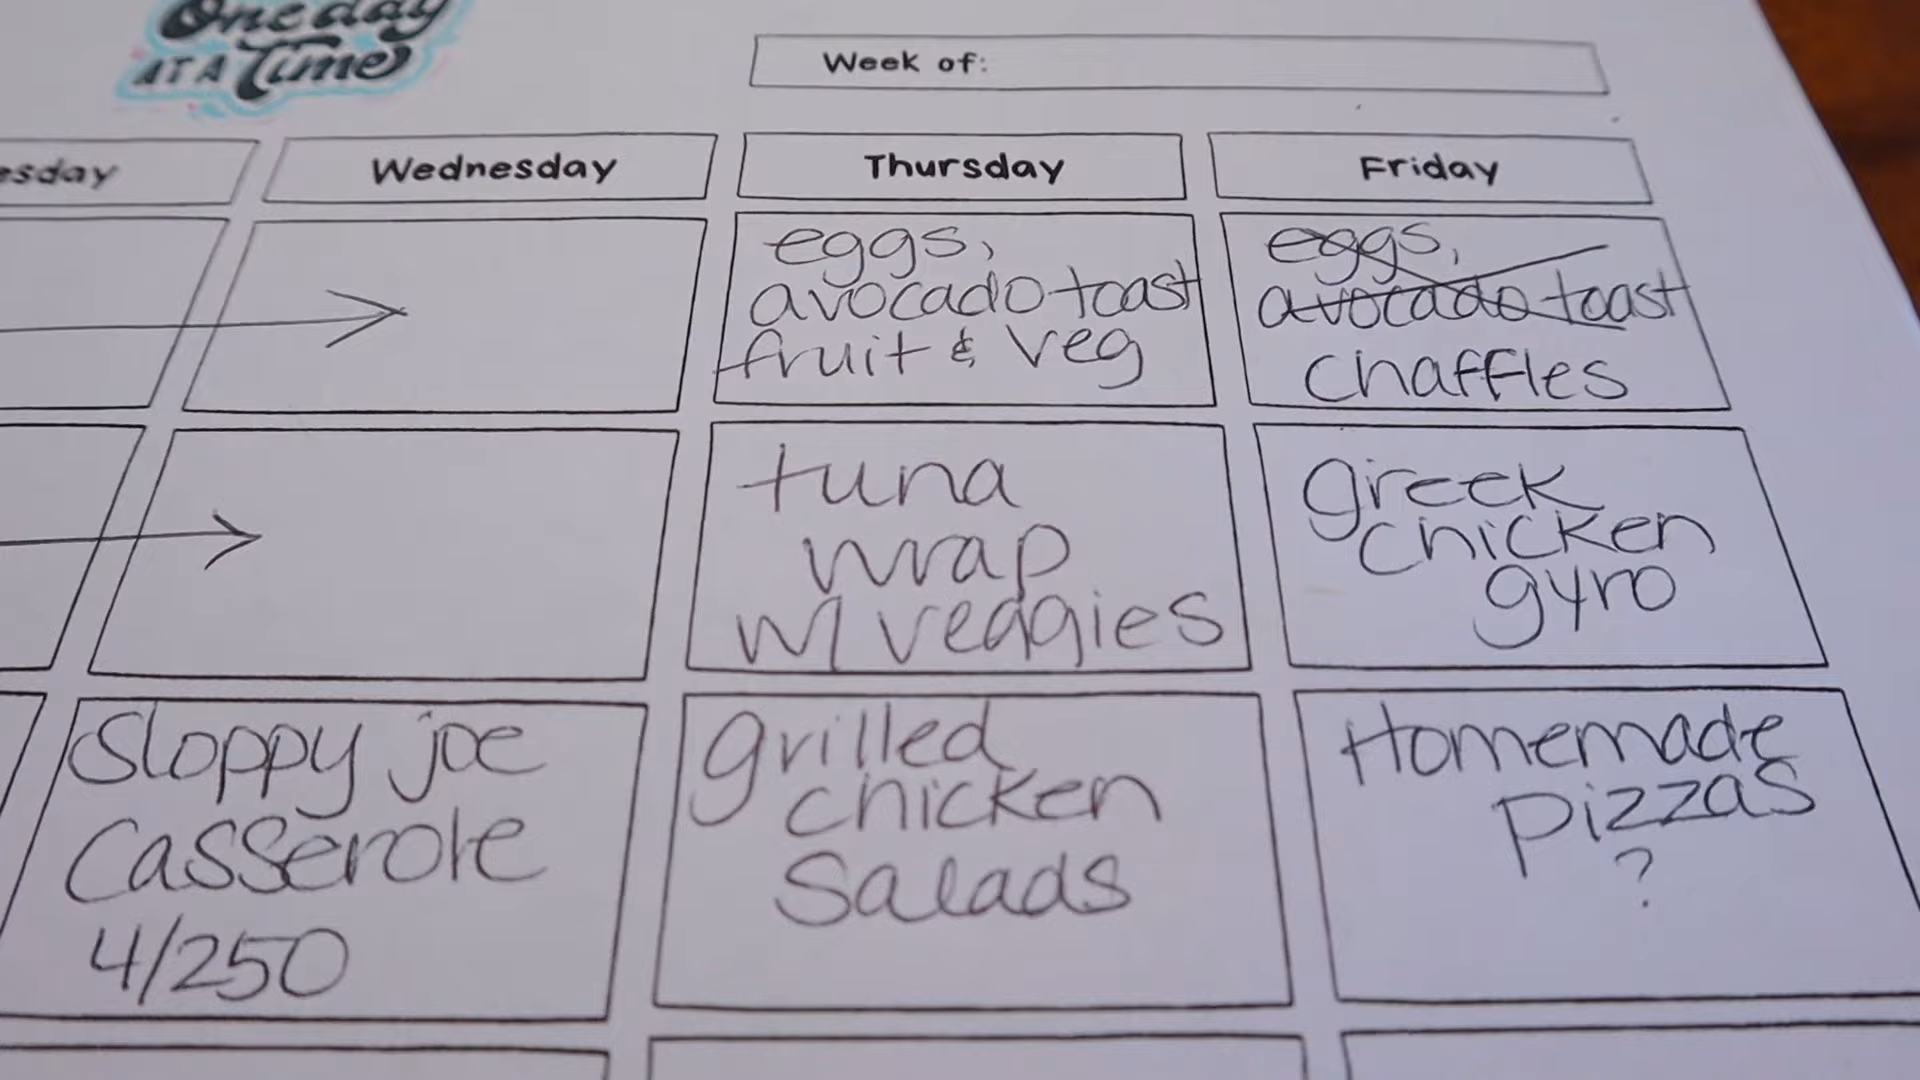 One day
AT A Time
Week of:
esday
Wednesday
Thursday
Friday
eggs,
avocado toast
fruit & veg
eggs,
avocado toast
chaffles
tuna
wrap
w/ veggies
greek
chicken
gyro
Sloppy joe
Casserole
4/250
grilled
chicken
Salads
Homemade
pizzas
?